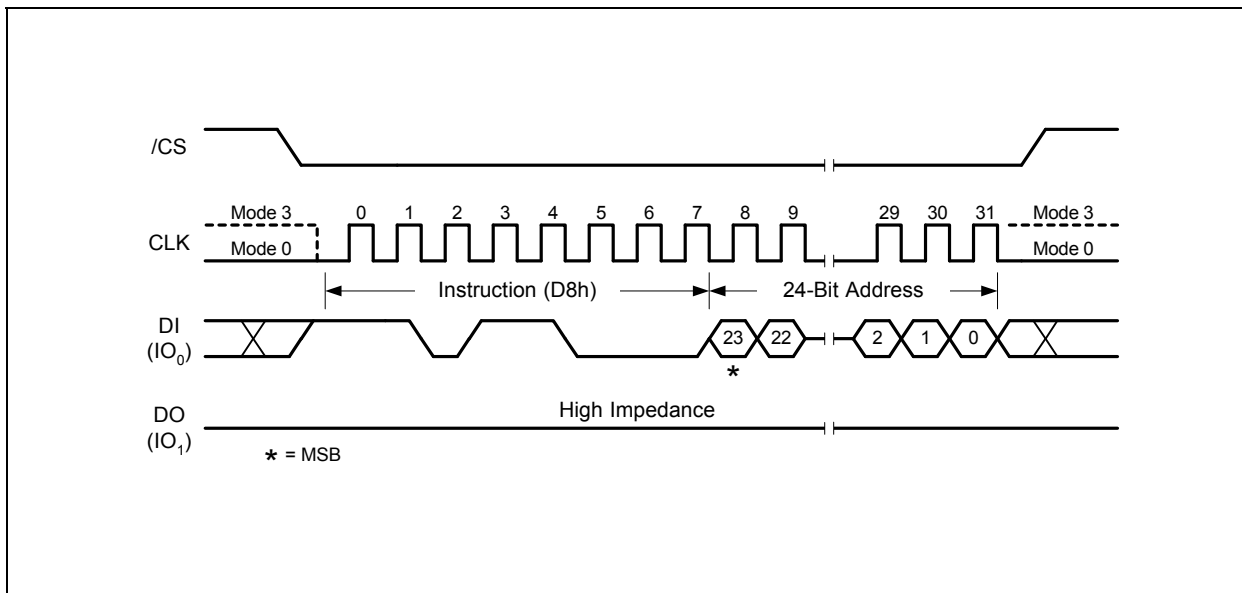 /CS
Mode 3 0 1 2 3 4 5 6 7 8 9 29 30 31 Mode 3
CLK
Mode 0 Mode 0
Instruction (D8h) 24-Bit Address
DI
(IO₀) 23 22 2 1 0
*
High Impedance
DO
(IO₁)
* = MSB